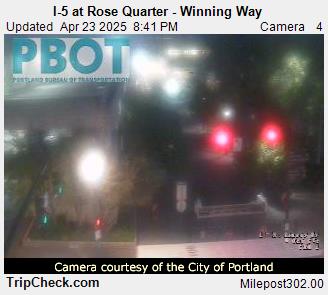 I-5 at Rose Quarter - Winning Way
Updated Apr 23 2025 8:41 PM Camera 4
PBOT
PORTLAND BUREAU OF TRANSPORTATION
Camera courtesy of the City of Portland
TripCheck.com Milepost302.00